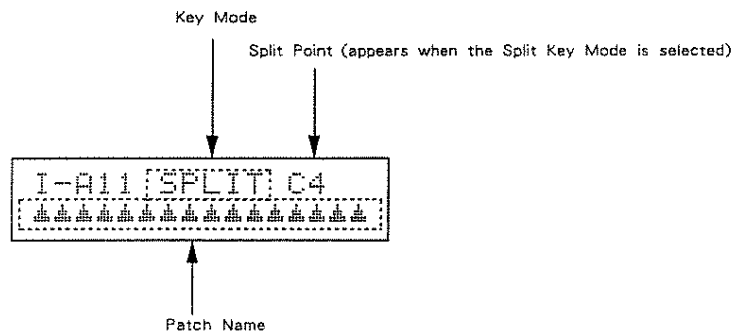 Key Mode
Split Point (appears when the Split Key Mode is selected)
I-A11 SPLIT C4
Patch Name